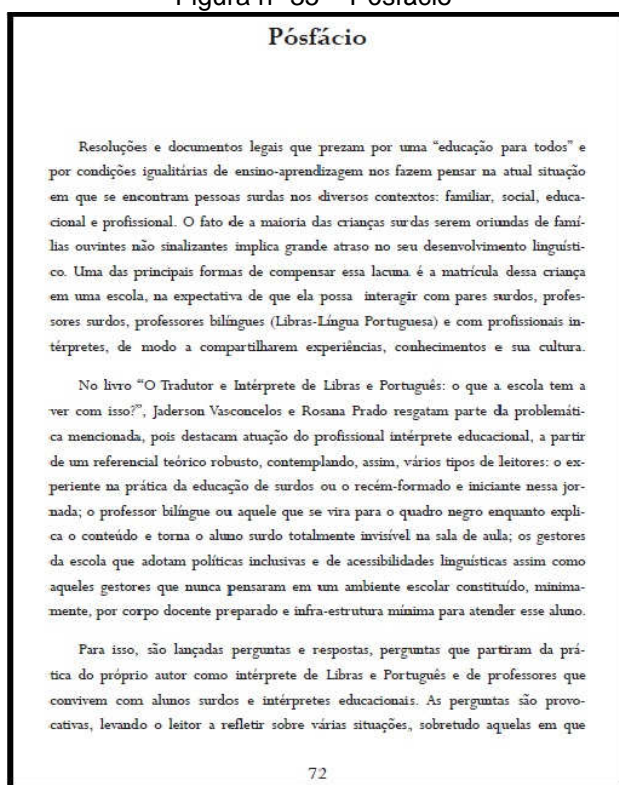 Pósfácio
Resoluções e documentos legais que prezam por uma “educação para todos” e
por condições igualitárias de ensino-aprendizagem nos fazem pensar na atual situação
em que se encontram pessoas surdas nos diversos contextos: familiar, social, educa-
cional e profissional. O fato de a maioria das crianças surdas serem oriundas de famí-
lias ouvintes não sinalizantes implica grande atraso no seu desenvolvimento linguísti-
co. Uma das principais formas de compensar essa lacuna é a matrícula dessa criança
em uma escola, na expectativa de que ela possa interagir com pares surdos, profes-
sores surdos, professores bilíngues (Libras-Língua Portuguesa) e com profissionais in-
térpretes, de modo a compartilharem experiências, conhecimentos e sua cultura.
No livro “O Tradutor e Intérprete de Libras e Português: o que a escola tem a
ver com isso?”, Jaderson Vasconcelos e Rosana Prado resgatam parte da problemáti-
ca mencionada, pois destacam atuação do profissional intérprete educacional, a partir
de um referencial teórico robusto, contemplando, assim, vários tipos de leitores: o ex-
periente na prática da educação de surdos ou o recém-formado e iniciante nessa jor-
nada; o professor bilíngue ou aquele que se vira para o quadro negro enquanto expli-
ca o conteúdo e torna o aluno surdo totalmente invisível na sala de aula; os gestores
da escola que adotam políticas inclusivas e de acessibilidades linguísticas assim como
aqueles gestores que nunca pensaram em um ambiente escolar constituído, minima-
mente, por corpo docente preparado e infra-estrutura mínima para atender esse aluno.
Para isso, são lançadas perguntas e respostas, perguntas que partiram da prá-
tica do próprio autor como intérprete de Libras e Português e de professores que
convivem com alunos surdos e intérpretes educacionais. As perguntas são provo-
cativas, levando o leitor a refletir sobre várias situações, sobretudo aquelas em que
72